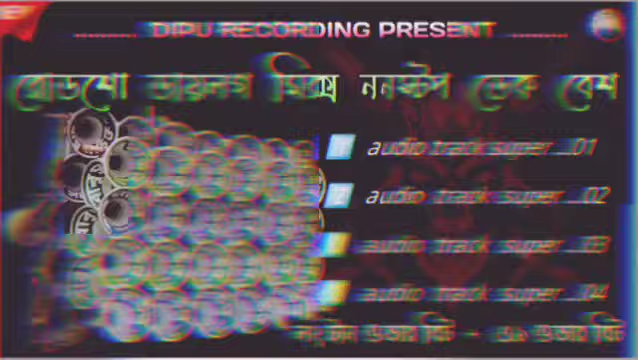 DIPU RECORDING PRESENT
রোডশো ডায়লগ মিক্স ননস্টপ ডেক বেশ
audio track super ...01
audio track super ...02
audio track super ...03
audio track super ...04